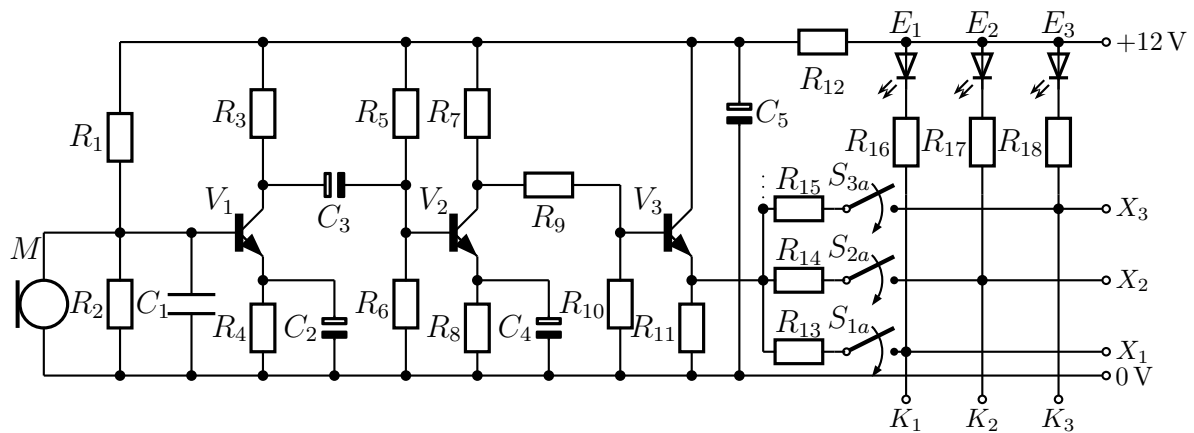 E₁ E₂ E₃
+12 V
R₁₂
R₁ R₃ R₅ R₇ C₅
R₁₆ R₁₇ R₁₈
V₁ C₃ V₂ R₉ V₃ R₁₅ S₃ₐ X₃
M R₂ C₁ R₄ C₂ R₆ R₈ C₄ R₁₀ R₁₁ R₁₄ S₂ₐ X₂
R₁₃ S₁ₐ X₁
0 V
K₁ K₂ K₃